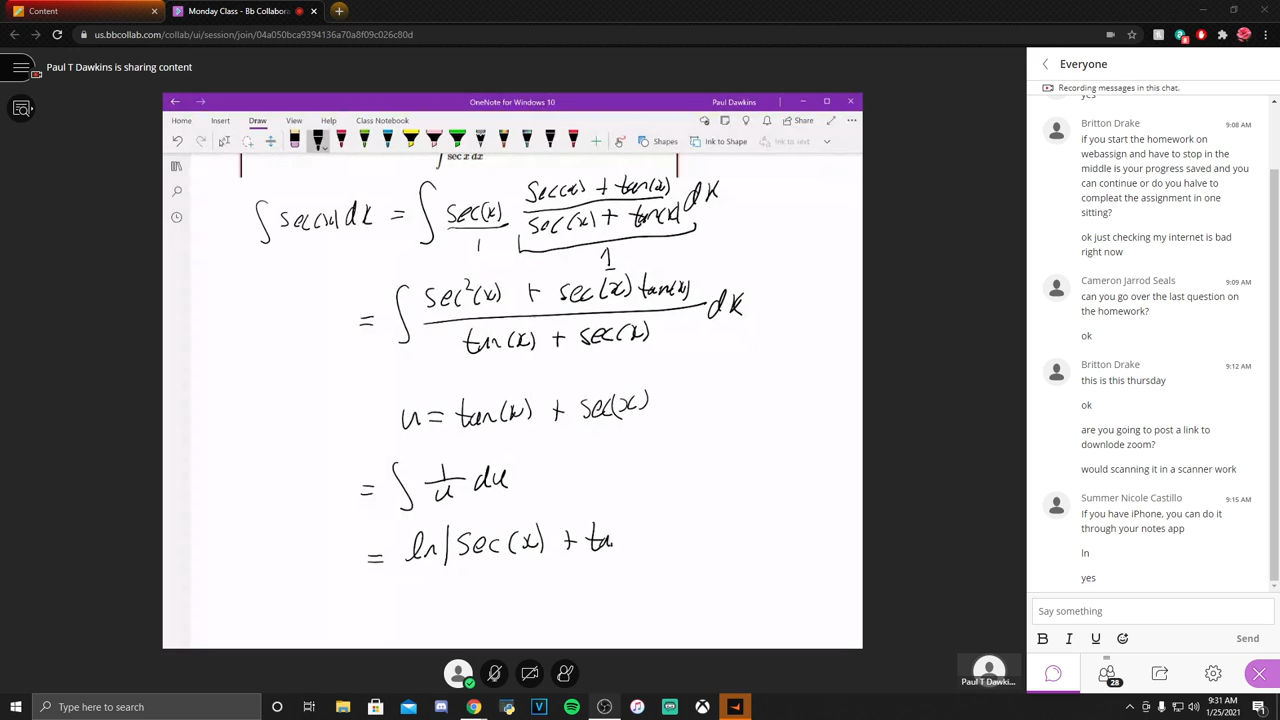 Content
Monday Class - Bb Collabora
us.bbcollab.com/collab/ui/session/join/04a050bca9394136a70a8f09c026c80d
Paul T Dawkins is sharing content
OneNote for Windows 10
Paul Dawkins
Home Insert Draw View Help Class Notebook
Share
Shapes Ink to Shape Ink to Text
∫ sec x dx
∫ sec(x) dx = ∫ sec(x)/1 · (sec(x) + tan(x))/(sec(x) + tan(x)) dx
1
= ∫ (sec²(x) + sec(x) tan(x))/(tan(x) + sec(x)) dx
u = tan(x) + sec(x)
= ∫ 1/u du
= ln|sec(x) + ta
Everyone
Recording messages in this chat.
yes
Britton Drake 9:08 AM
if you start the homework on
webassign and have to stop in the
middle is your progress saved and you
can continue or do you halve to
compleat the assignment in one
sitting?
ok just checking my internet is bad
right now
Cameron Jarrod Seals 9:09 AM
can you go over the last question on
the homework?
ok
Britton Drake 9:12 AM
this is this thursday
ok
are you going to post a link to
downlode zoom?
would scanning it in a scanner work
Summer Nicole Castillo 9:15 AM
If you have iPhone, you can do it
through your notes app
ln
yes
Say something
B I U Send
Paul T Dawki...
23
Type here to search
9:31 AM
1/25/2021